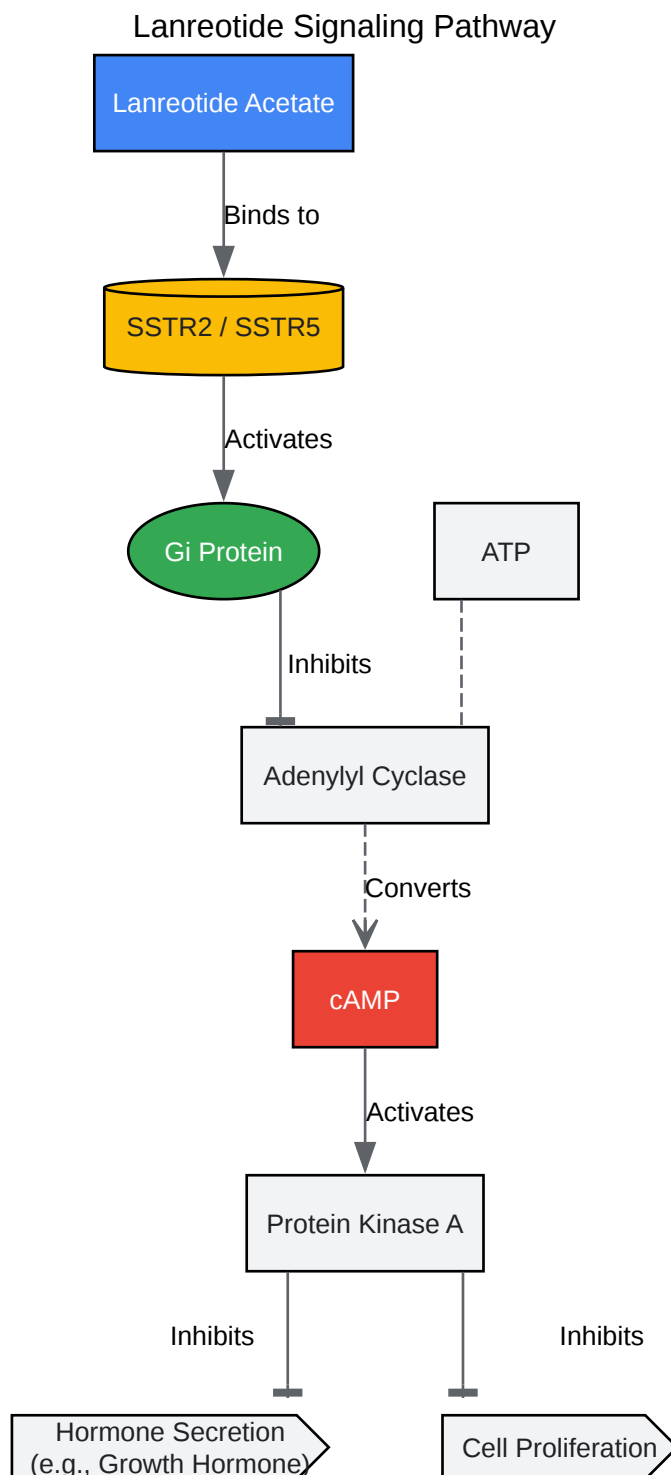 Lanreotide Signaling Pathway
Lanreotide Acetate
Binds to
SSTR2 / SSTR5
Activates
Gi Protein
ATP
Inhibits
Adenylyl Cyclase
Converts
cAMP
Activates
Protein Kinase A
Inhibits
Inhibits
Hormone Secretion
(e.g., Growth Hormone)
Cell Proliferation